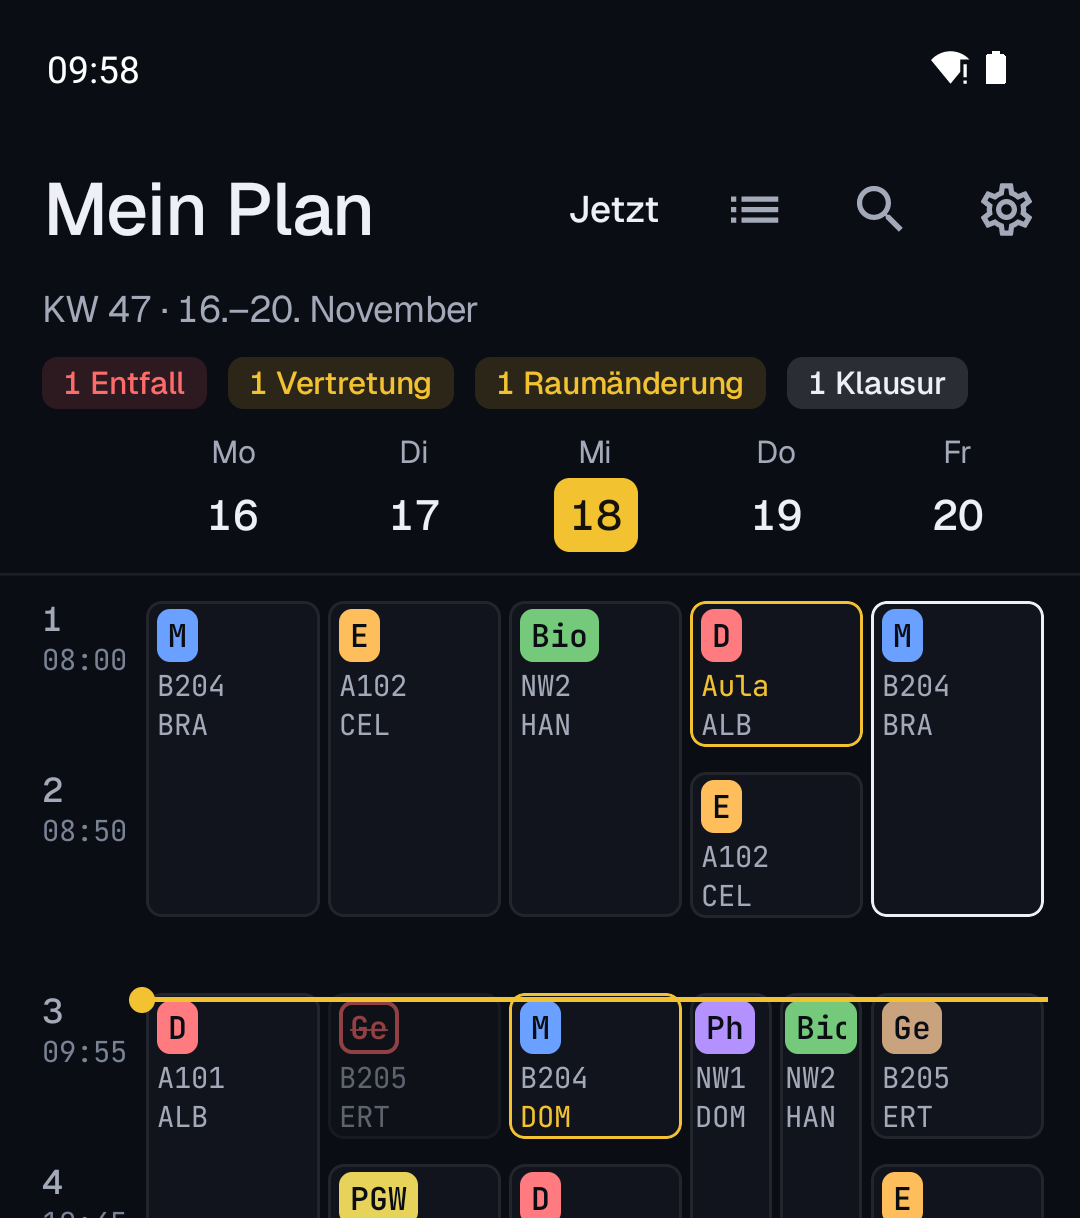 09:58
Mein Plan Jetzt
KW 47 · 16.–20. November
1 Entfall 1 Vertretung 1 Raumänderung 1 Klausur
Mo Di Mi Do Fr
16 17 18 19 20
1 M E Bio D M
08:00 B204 A102 NW2 Aula B204
BRA CEL HAN ALB BRA
2 E
08:50 A102
CEL
3 D Ge M Ph Bio Ge
09:55 A101 B205 B204 NW1 NW2 B205
ALB ERT DOM DOM HAN ERT
4 PGW D E